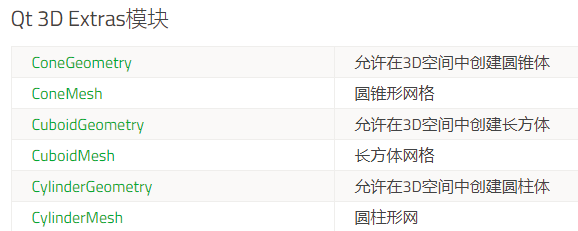 Qt 3D Extras模块
ConeGeometry 允许在3D空间中创建圆锥体
ConeMesh 圆锥形网格
CuboidGeometry 允许在3D空间中创建长方体
CuboidMesh 长方体网格
CylinderGeometry 允许在3D空间中创建圆柱体
CylinderMesh 圆柱形网